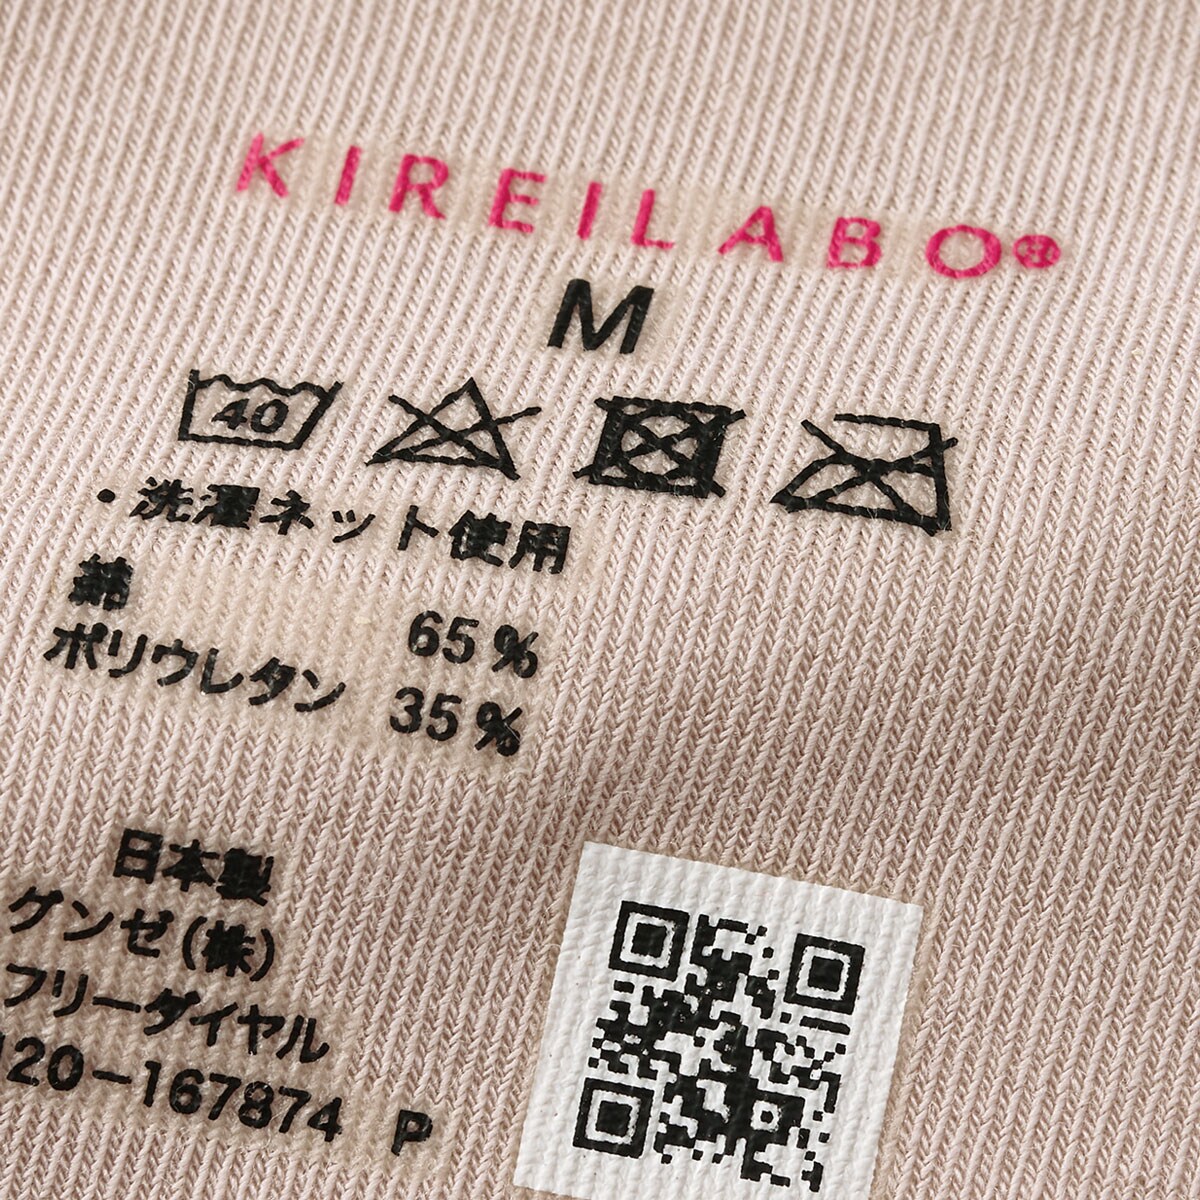 KIREILABO®
M
40
・洗濯ネット使用
綿 65%
ポリウレタン 35%
日本製
グンゼ(株)
フリーダイヤル
120-167874 P